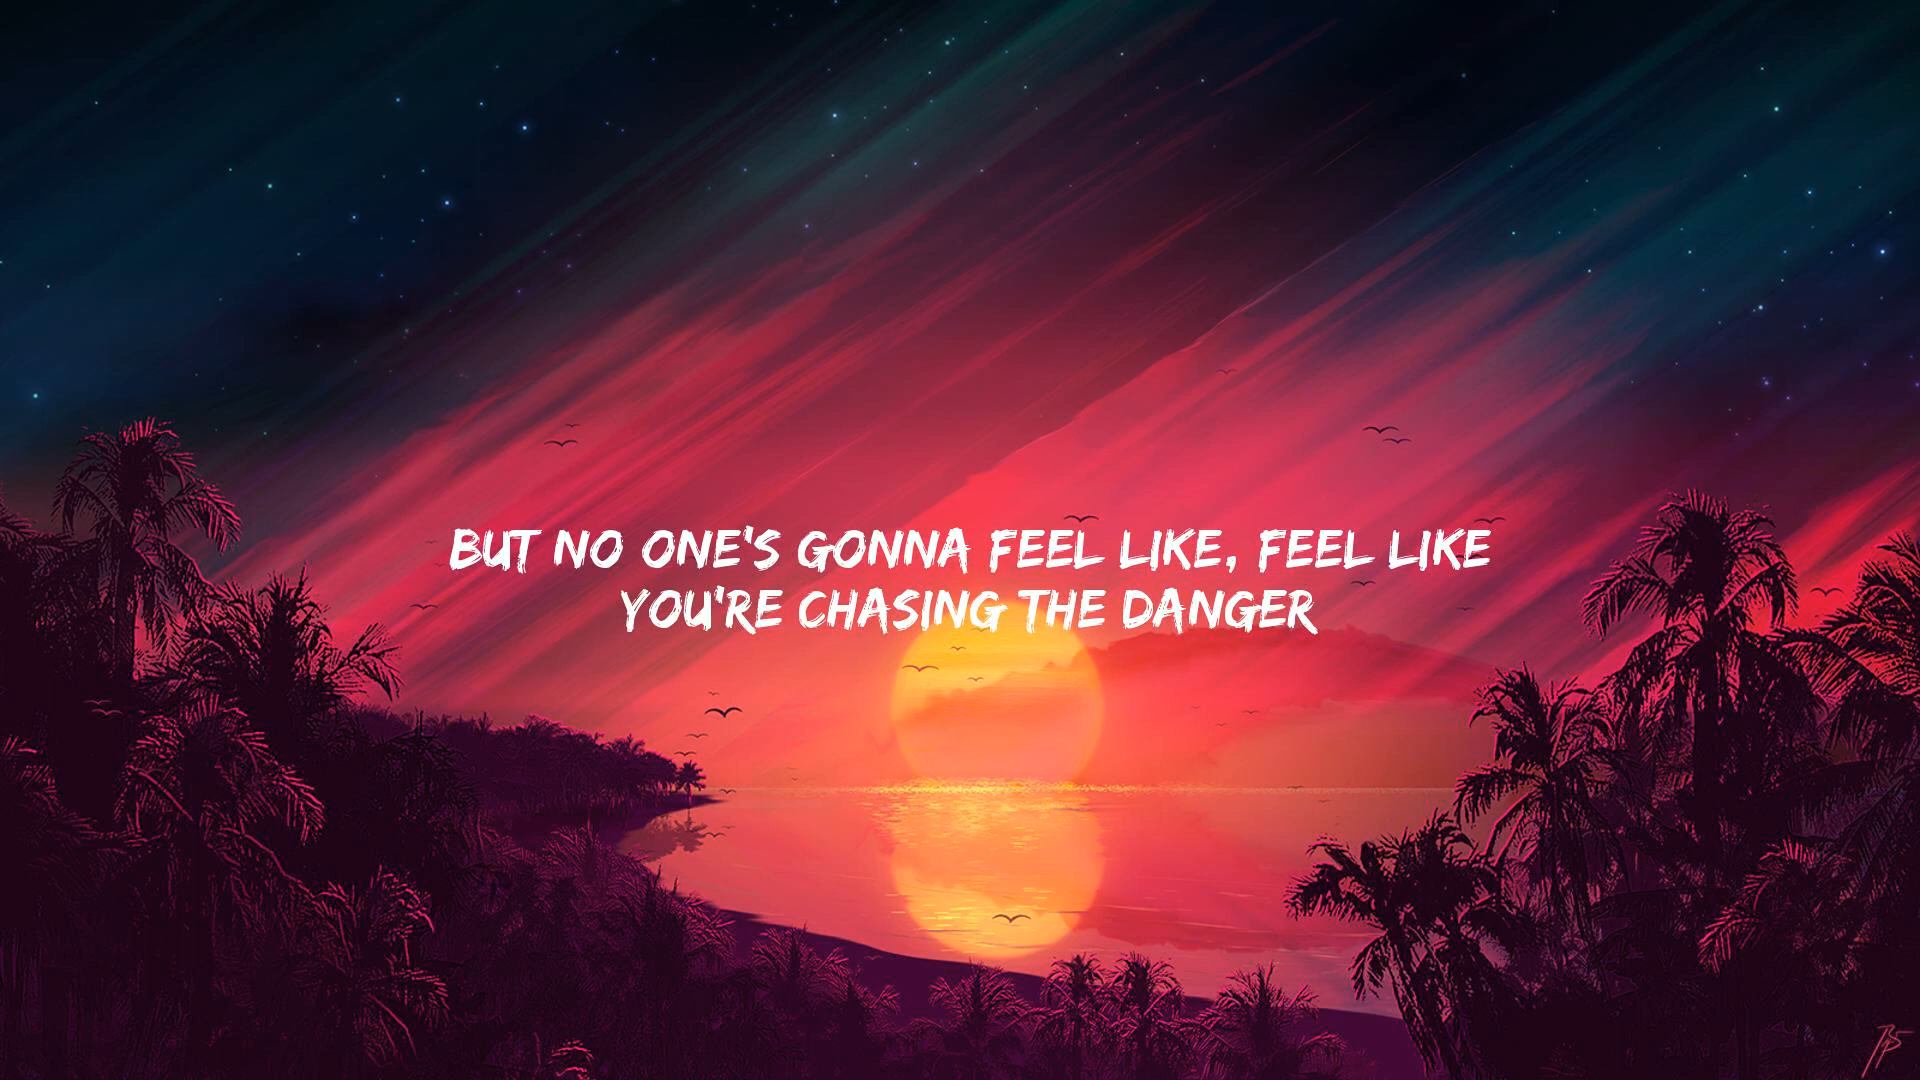 BUT NO ONE'S GONNA FEEL LIKE, FEEL LIKE
YOU'RE CHASING THE DANGER